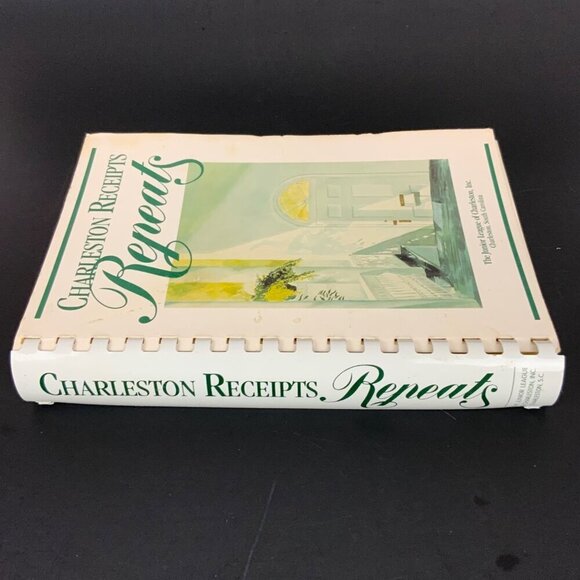 CHARLESTON RECEIPTS
Repeats
The Junior League of Charleston, Inc.
Charleston, South Carolina
CHARLESTON RECEIPTS, Repeats
JUNIOR LEAGUE
CHARLESTON, INC.
CHARLESTON, S.C.